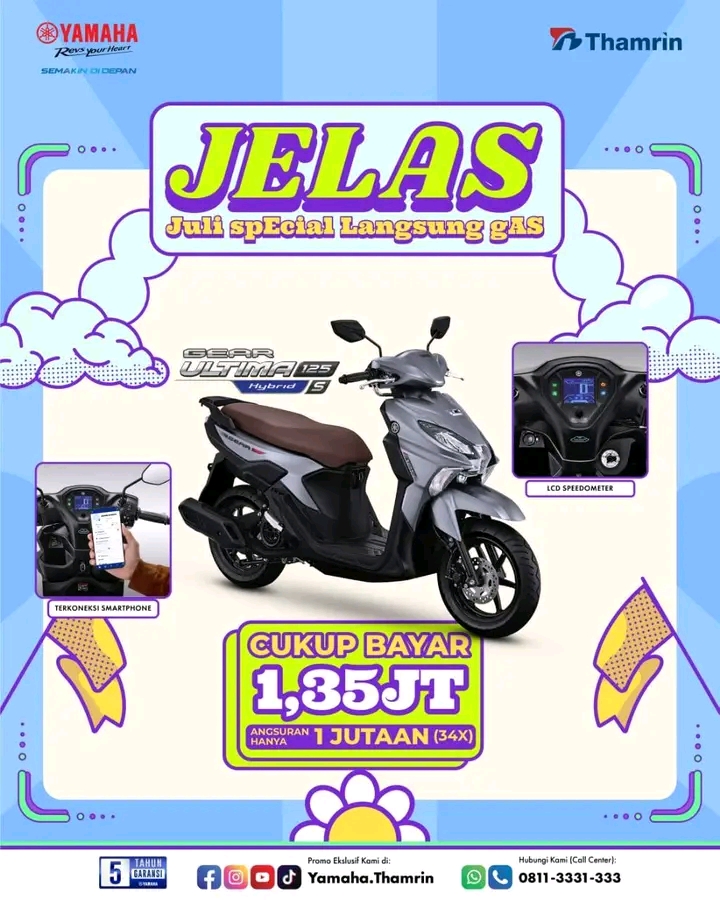 YAMAHA
Revs your Heart
SEMAKIN DI DEPAN
Thamrin
JELAS
Juli spEcial Langsung gAS
GEAR
ULTIMA 125
Hybrid S
LCD SPEEDOMETER
TERKONEKSI SMARTPHONE
CUKUP BAYAR
1,35JT
ANGSURAN HANYA 1 JUTAAN (34X)
5 TAHUN GARANSI
YAMAHA
Promo Ekslusif Kami di:
Yamaha.Thamrin
Hubungi Kami (Call Center):
0811-3331-333